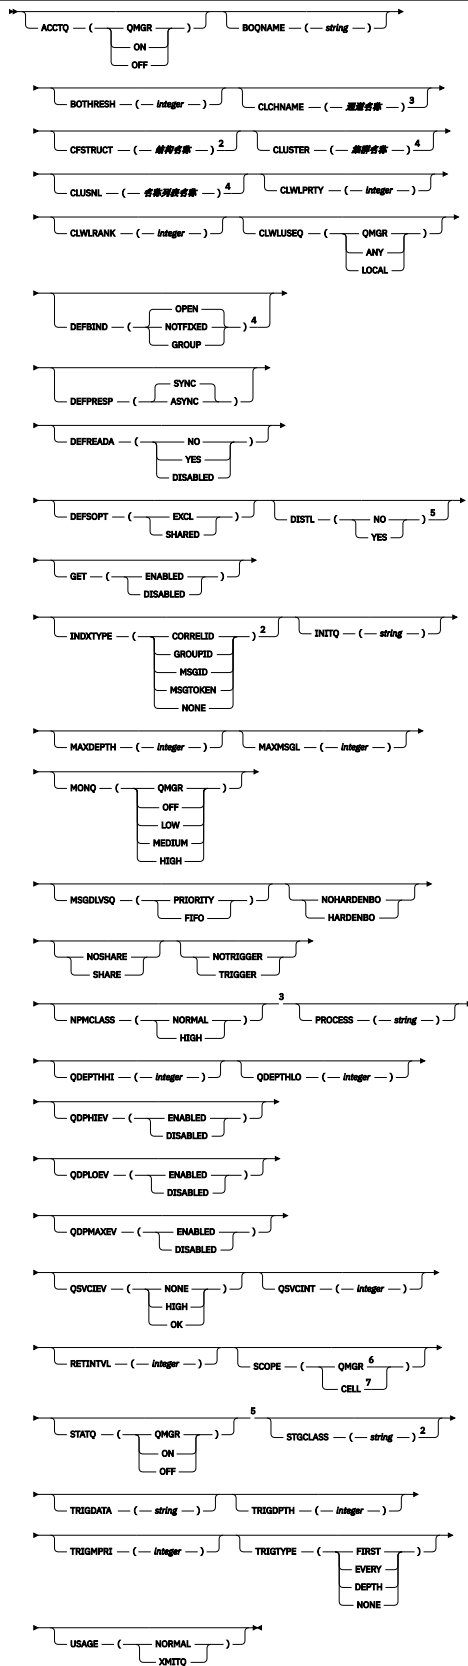 ACCTQ ( QMGR ) BOQNAME ( string )
ON
OFF
BOTHRESH ( integer ) CLCHNAME ( 通道名称 ) 3
CFSTRUCT ( 结构名称 ) 2 CLUSTER ( 集群名称 ) 4
CLUSNL ( 名称列表名称 ) 4 CLWLPRTY ( integer )
CLWLRANK ( integer ) CLWLUSEQ ( QMGR )
ANY
LOCAL
OPEN
DEFBIND ( NOTFIXED ) 4
GROUP
SYNC
DEFPRESP ( ASYNC )
DEFREADA ( NO )
YES
DISABLED
DEFSOPT ( EXCL ) DISTL ( NO ) 5
SHARED YES
GET ( ENABLED )
DISABLED
INDXTYPE ( CORRELID ) 2 INITQ ( string )
GROUPID
MSGID
MSGTOKEN
NONE
MAXDEPTH ( integer ) MAXMSGL ( integer )
MONQ ( QMGR )
OFF
LOW
MEDIUM
HIGH
MSGDLVSQ ( PRIORITY ) NOHARDENBO
FIFO HARDENBO
NOSHARE NOTRIGGER
SHARE TRIGGER
NPMCLASS ( NORMAL ) 3 PROCESS ( string )
HIGH
QDEPTHHI ( integer ) QDEPTHLO ( integer )
QDPHIEV ( ENABLED )
DISABLED
QDPLOEV ( ENABLED )
DISABLED
QDPMAXEV ( ENABLED )
DISABLED
QSVCIEV ( NONE ) QSVCINT ( integer )
HIGH
OK
RETINTVL ( integer ) SCOPE ( QMGR 6 )
CELL 7
STATQ ( QMGR ) 5 STGCLASS ( string ) 2
ON
OFF
TRIGDATA ( string ) TRIGDPTH ( integer )
TRIGMPRI ( integer ) TRIGTYPE ( FIRST )
EVERY
DEPTH
NONE
USAGE ( NORMAL )
XMITQ